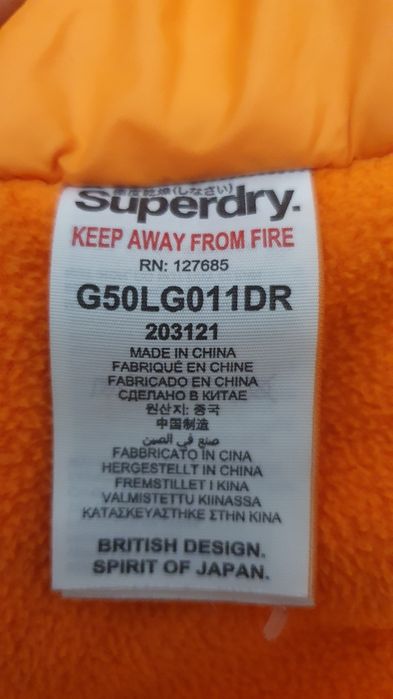 極度乾燥(しなさい)
Superdry.
KEEP AWAY FROM FIRE
RN: 127685
G50LG011DR
203121
MADE IN CHINA
FABRIQUÉ EN CHINE
FABRICADO EN CHINA
СДЕЛАНО В КИТАЕ
원산지: 중국
中国制造
صنع في الصين
FABBRICATO IN CINA
HERGESTELLT IN CHINA
FREMSTILLET I KINA
VALMISTETTU KIINASSA
ΚΑΤΑΣΚΕΥΑΣΤΗΚΕ ΣΤΗΝ ΚΙΝΑ
BRITISH DESIGN.
SPIRIT OF JAPAN.